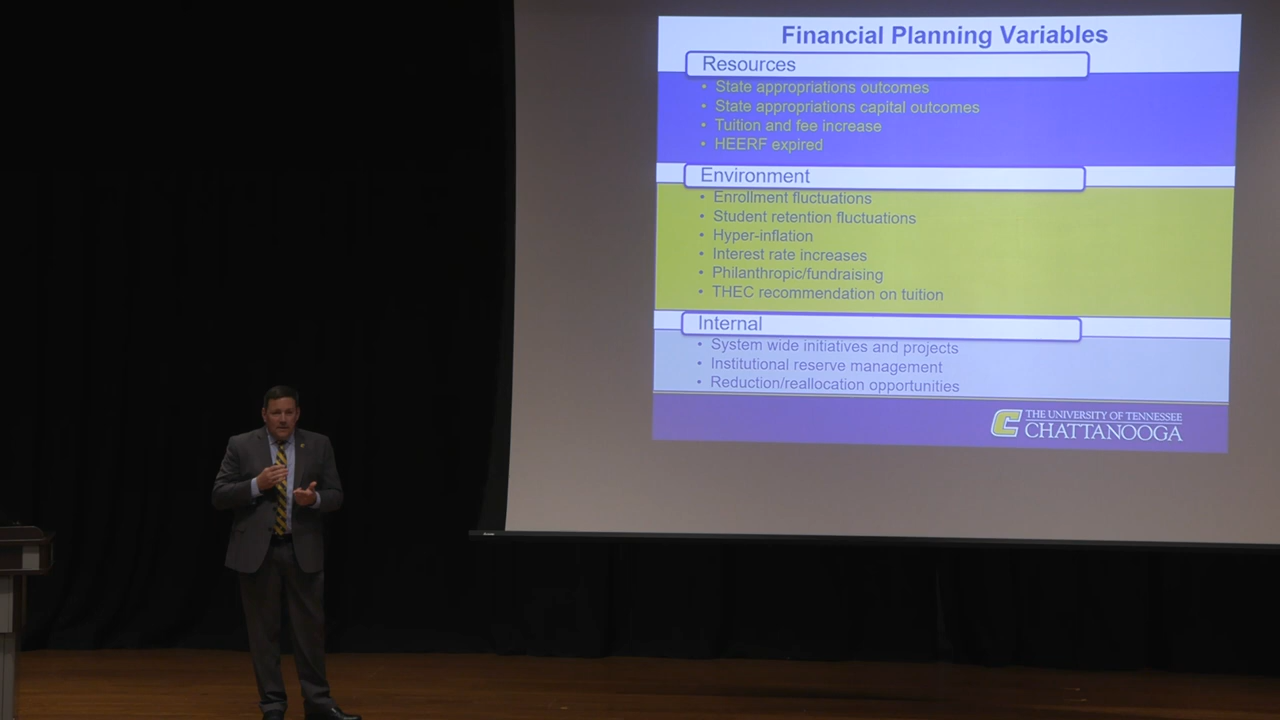 Financial Planning Variables
Resources
• State appropriations outcomes
• State appropriations capital outcomes
• Tuition and fee increase
• HEERF expired
Environment
• Enrollment fluctuations
• Student retention fluctuations
• Hyper-inflation
• Interest rate increases
• Philanthropic/fundraising
• THEC recommendation on tuition
Internal
• System wide initiatives and projects
• Institutional reserve management
• Reduction/reallocation opportunities
C THE UNIVERSITY OF TENNESSEE
CHATTANOOGA